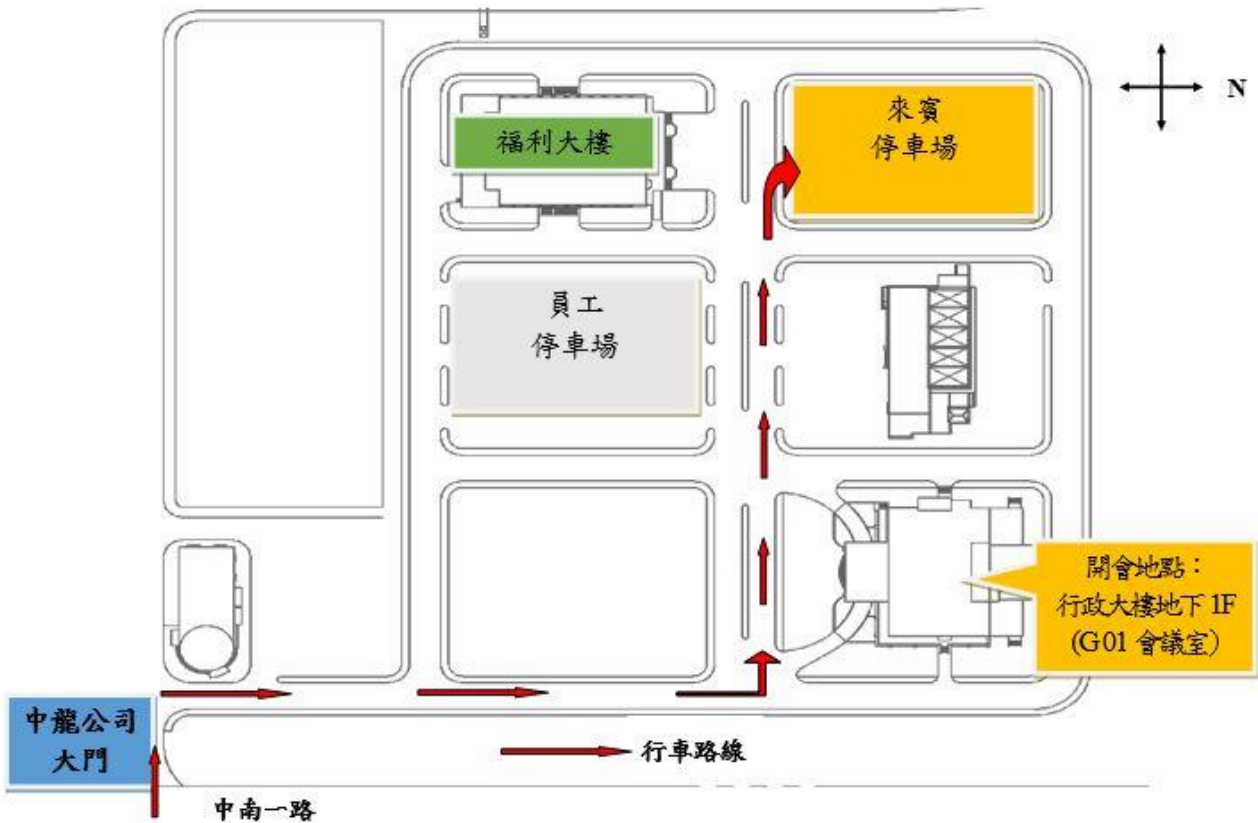 來賓
停車場
N
福利大樓
員工
停車場
開會地點：
行政大樓地下 1F
(G01 會議室)
中龍公司
大門
行車路線
中南一路